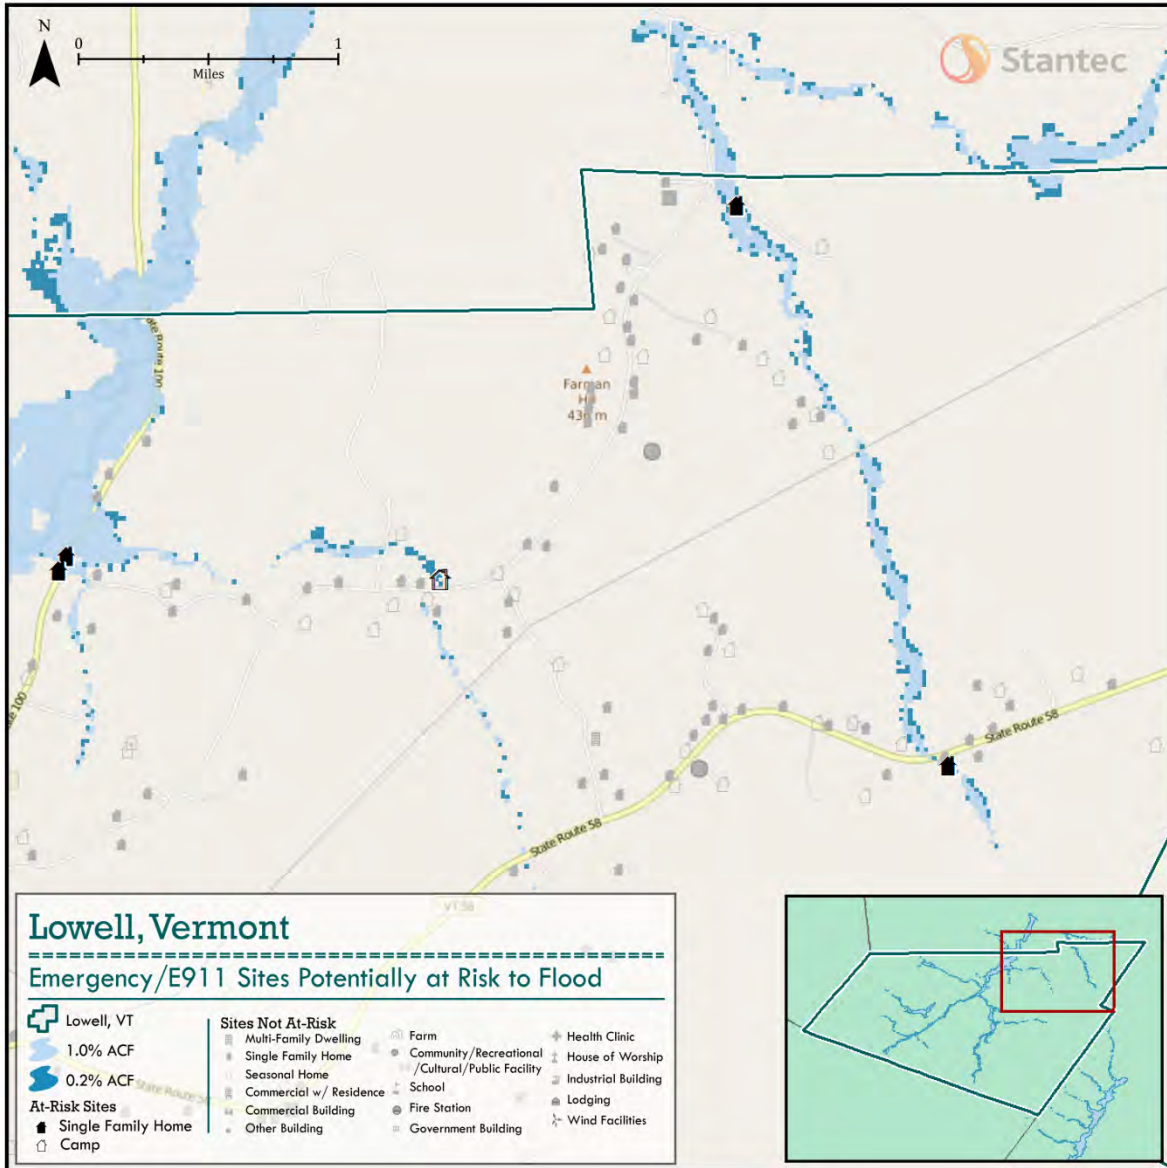 N
0 1
Miles
Stantec
State Route 100
Farman
Hill
430 m
State Route 58
State Route 58
VT 58
Lowell, Vermont
Emergency/E911 Sites Potentially at Risk to Flood
Lowell, VT
1.0% ACF
0.2% ACF
At-Risk Sites
Single Family Home
Camp
Sites Not At-Risk
Multi-Family Dwelling
Single Family Home
Seasonal Home
Commercial w/ Residence
Commercial Building
Other Building
Farm
Community/Recreational
/Cultural/Public Facility
School
Fire Station
Government Building
Health Clinic
House of Worship
Industrial Building
Lodging
Wind Facilities
State Route 58